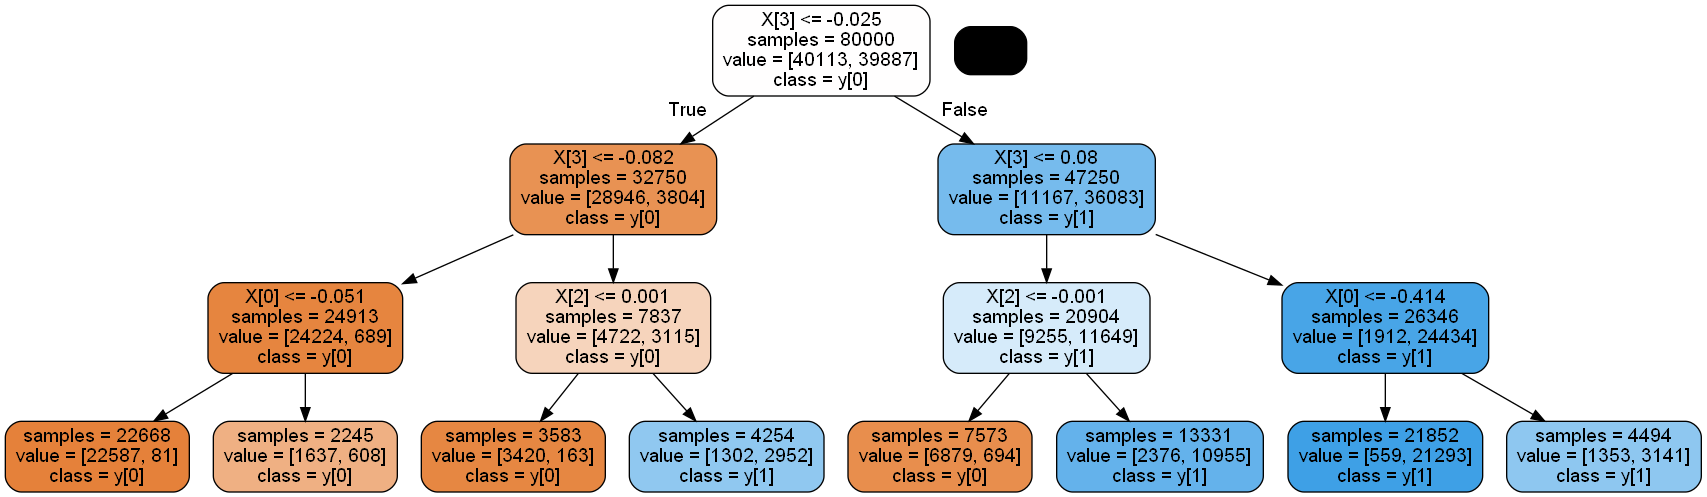 X[3] <= -0.025
samples = 80000
value = [40113, 39887]
class = y[0]
True
False
X[3] <= -0.082
samples = 32750
value = [28946, 3804]
class = y[0]
X[3] <= 0.08
samples = 47250
value = [11167, 36083]
class = y[1]
X[0] <= -0.051
samples = 24913
value = [24224, 689]
class = y[0]
X[2] <= 0.001
samples = 7837
value = [4722, 3115]
class = y[0]
X[2] <= -0.001
samples = 20904
value = [9255, 11649]
class = y[1]
X[0] <= -0.414
samples = 26346
value = [1912, 24434]
class = y[1]
samples = 22668
value = [22587, 81]
class = y[0]
samples = 2245
value = [1637, 608]
class = y[0]
samples = 3583
value = [3420, 163]
class = y[0]
samples = 4254
value = [1302, 2952]
class = y[1]
samples = 7573
value = [6879, 694]
class = y[0]
samples = 13331
value = [2376, 10955]
class = y[1]
samples = 21852
value = [559, 21293]
class = y[1]
samples = 4494
value = [1353, 3141]
class = y[1]